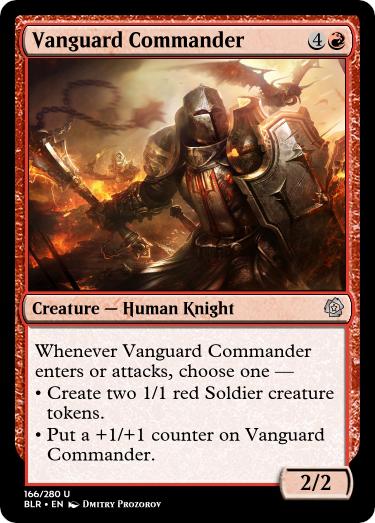 Vanguard Commander 4
Creature — Human Knight
Whenever Vanguard Commander
enters or attacks, choose one —
• Create two 1/1 red Soldier creature
tokens.
• Put a +1/+1 counter on Vanguard
Commander.
2/2
166/280 U
BLR • EN Dmitry Prozorov